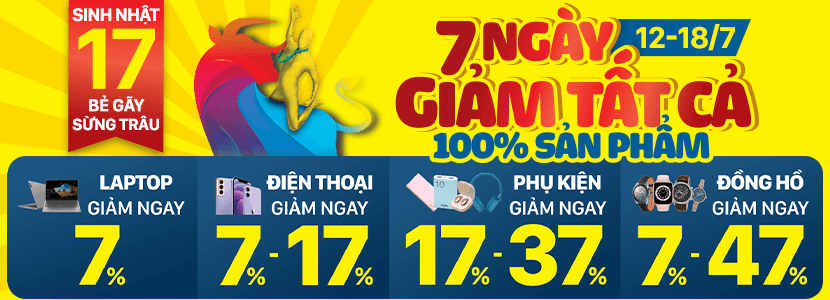 SINH NHẬT
17
BẺ GÃY
SỪNG TRÂU
7 NGÀY
12-18/7
GIẢM TẤT CẢ
100% SẢN PHẨM
LAPTOP
GIẢM NGAY
7%
ĐIỆN THOẠI
GIẢM NGAY
7%-17%
PHỤ KIỆN
GIẢM NGAY
17%-37%
ĐỒNG HỒ
GIẢM NGAY
7%-47%